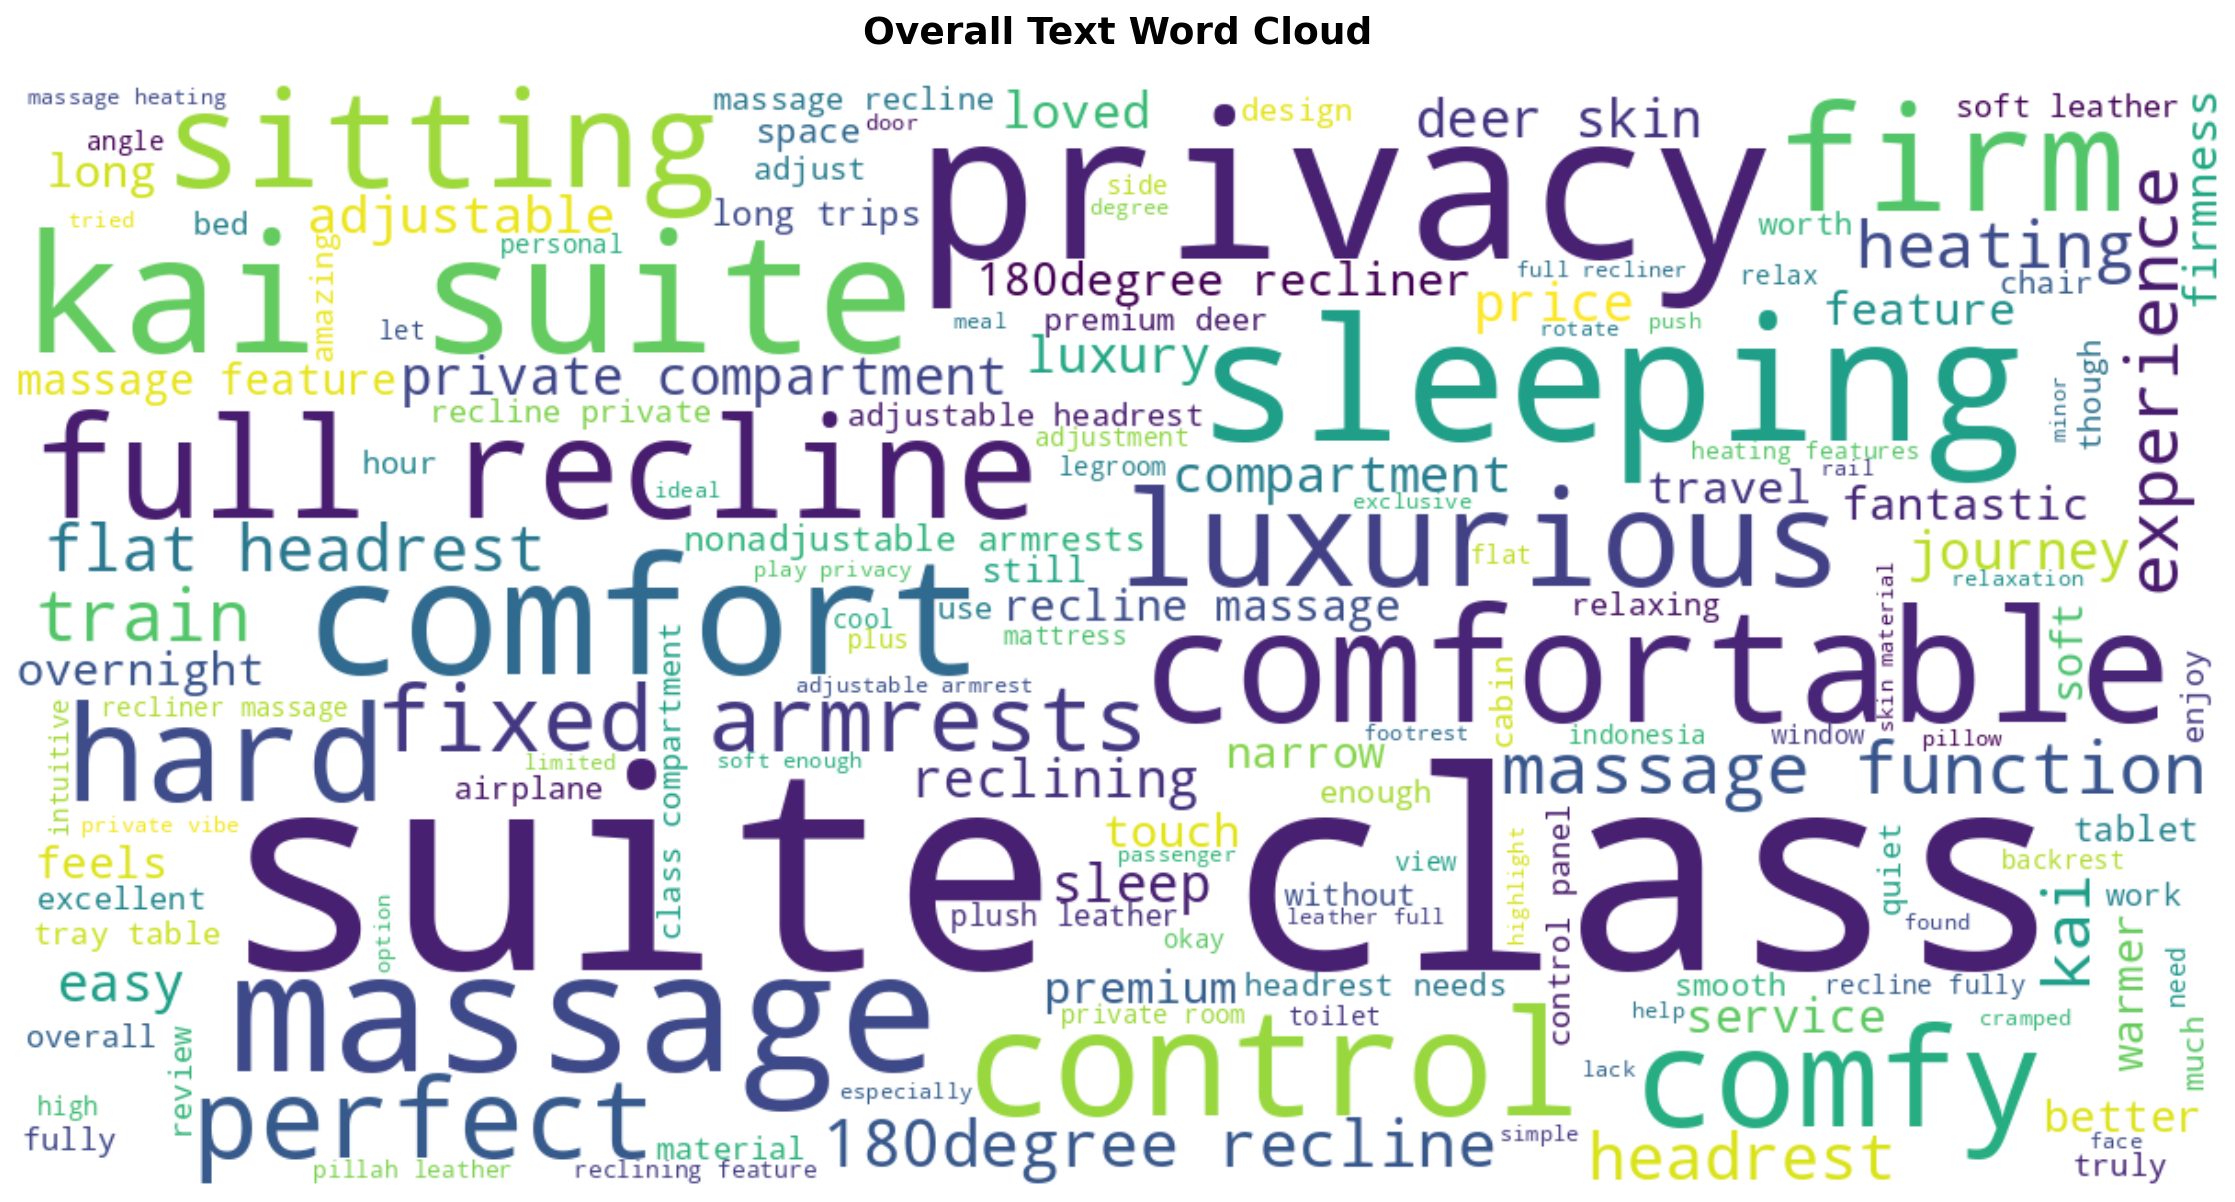 Overall Text Word Cloud
massage heating
sitting
massage recline
loved
privacy
design
deer skin
firm
soft leather
firmness
angle
space
door
long
adjust
experience
side
degree
tried
bed
adjustable
long trips
worth
heating
kai suite
amazing
personal
180degree recliner
full recliner
relax
chair
let
meal
premium deer
price
rotate
push
feature
massage feature
private compartment
luxury
sleeping
minor
though
full recline
recline private
adjustable headrest
adjustment
hour
legroom
compartment
heating features
rail
ideal
exclusive
travel
fantastic
flat headrest
nonadjustable armrests
luxurious
flat
journey
play privacy
still
relaxation
train
comfort
cool
use
recline massage
relaxing
skin material
plus
mattress
comfortable
soft
overnight
class compartment
adjustable armrest
cabin
enjoy
intuitive
recliner massage
hard
fixed armrests
footrest
indonesia
window
pillow
limited
soft enough
narrow
massage function
airplane
reclining
enough
suite class
private vibe
touch
highlight
control panel
quiet
tablet
feels
passenger
view
backrest
excellent
option
sleep
without
kai
work
plush leather
leather full
found
tray table
okay
warmer
easy
massage
premium
headrest needs
smooth
recline fully
need
overall
review
private room
toilet
help
service
cramped
much
control
high
perfect
especially
lack
comfy
fully
material
180degree recline
simple
better
face
pillah leather
reclining feature
headrest
truly